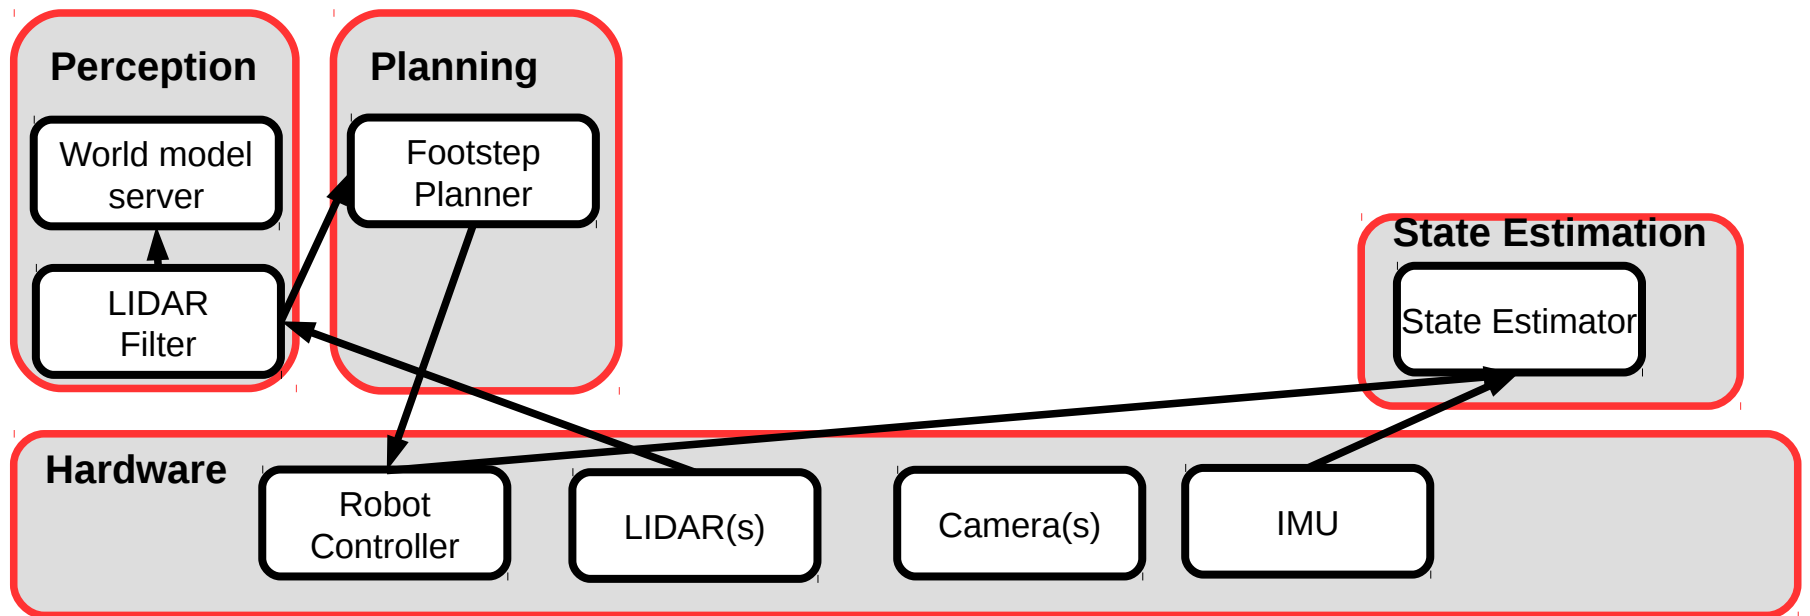 Perception
World model
server
LIDAR
Filter
Planning
Footstep
Planner
State Estimation
State Estimator
Hardware
Robot
Controller
LIDAR(s)
Camera(s)
IMU